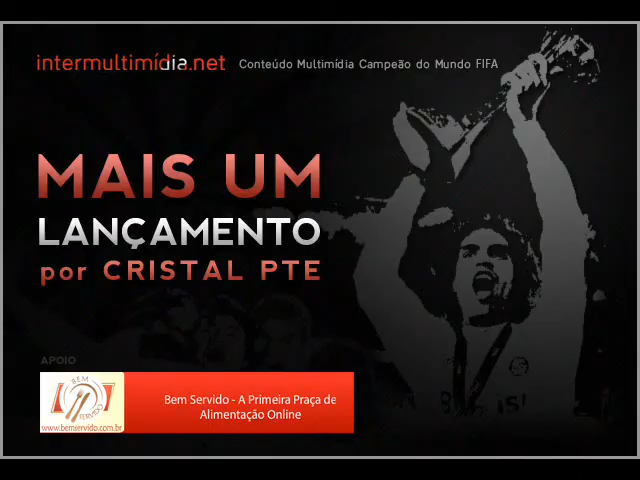 intermultimídia.net Conteúdo Multimídia Campeão do Mundo FIFA
MAIS UM
LANÇAMENTO
por CRISTAL PTE
APOIO
BEM
SERVIDO
www.bemservido.com.br
Bem Servido - A Primeira Praça de
Alimentação Online